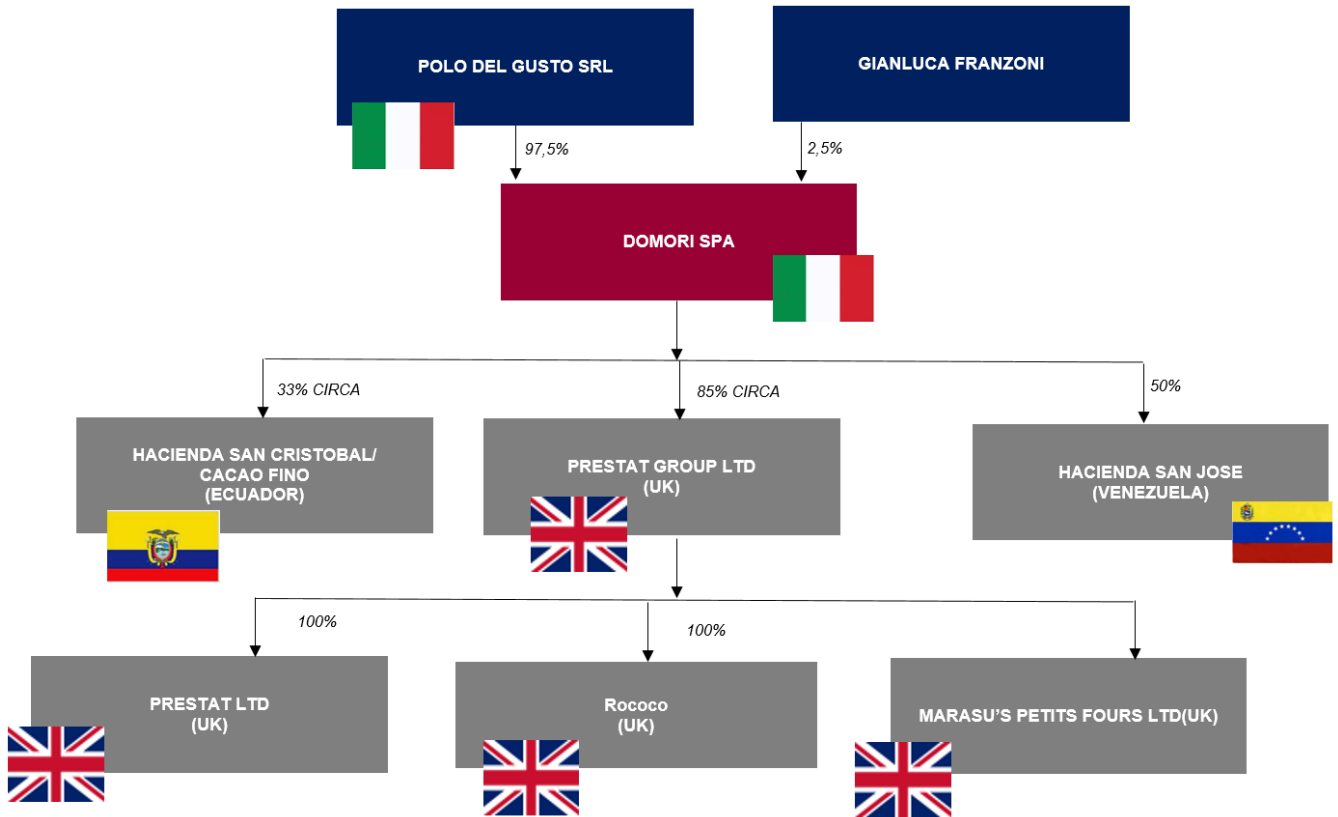 POLO DEL GUSTO SRL
GIANLUCA FRANZONI
97,5%
2,5%
DOMORI SPA
33% CIRCA
85% CIRCA
50%
HACIENDA SAN CRISTOBAL/
CACAO FINO
(ECUADOR)
PRESTAT GROUP LTD
(UK)
HACIENDA SAN JOSE
(VENEZUELA)
100%
100%
PRESTAT LTD
(UK)
Rococo
(UK)
MARASU'S PETITS FOURS LTD(UK)